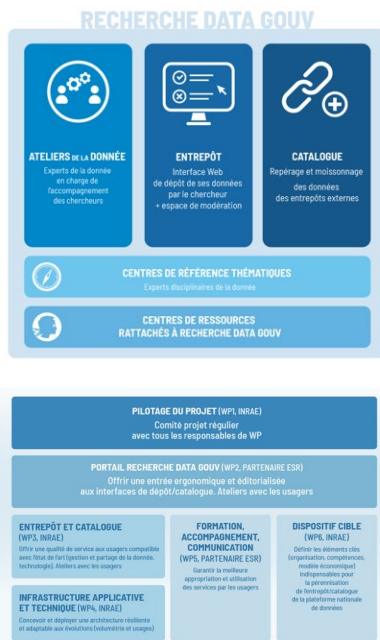 RECHERCHE DATA GOUV
ATELIERS DE LA DONNÉE
Experts de la donnée
en charge de
l'accompagnement
des chercheurs
ENTREPÔT
Interface Web
de dépôt de ses données
par le chercheur
+ espace de modération
CATALOGUE
Repérage et moissonnage
des données
des entrepôts externes
CENTRES DE RÉFÉRENCE THÉMATIQUES
Experts disciplinaires de la donnée
CENTRES DE RESSOURCES
RATTACHÉS À RECHERCHE DATA GOUV
PILOTAGE DU PROJET (WP1, INRAE)
Comité projet régulier
avec tous les responsables de WP
PORTAIL RECHERCHE DATA GOUV (WP2, PARTENAIRE ESR)
Offrir une entrée ergonomique et éditorialisée
aux interfaces de dépôt/catalogue. Ateliers avec les usagers
ENTREPÔT ET CATALOGUE
(WP3, INRAE)
Offrir une qualité de service aux usagers compatible
avec l'état de l'art (gestion et partage de la donnée,
technologie). Ateliers avec les usagers
INFRASTRUCTURE APPLICATIVE
ET TECHNIQUE (WP4, INRAE)
Concevoir et déployer une architecture résiliente
et adaptable aux évolutions (volumétrie et usages)
FORMATION,
ACCOMPAGNEMENT,
COMMUNICATION
(WP5, PARTENAIRE ESR)
Garantir la meilleure
appropriation et utilisation
des services par les usagers
DISPOSITIF CIBLE
(WP6, INRAE)
Définir les éléments clés
(organisation, compétences,
modèle économique)
indispensables pour
la pérennisation
de l'entrepôt/catalogue
de la plateforme nationale
de données